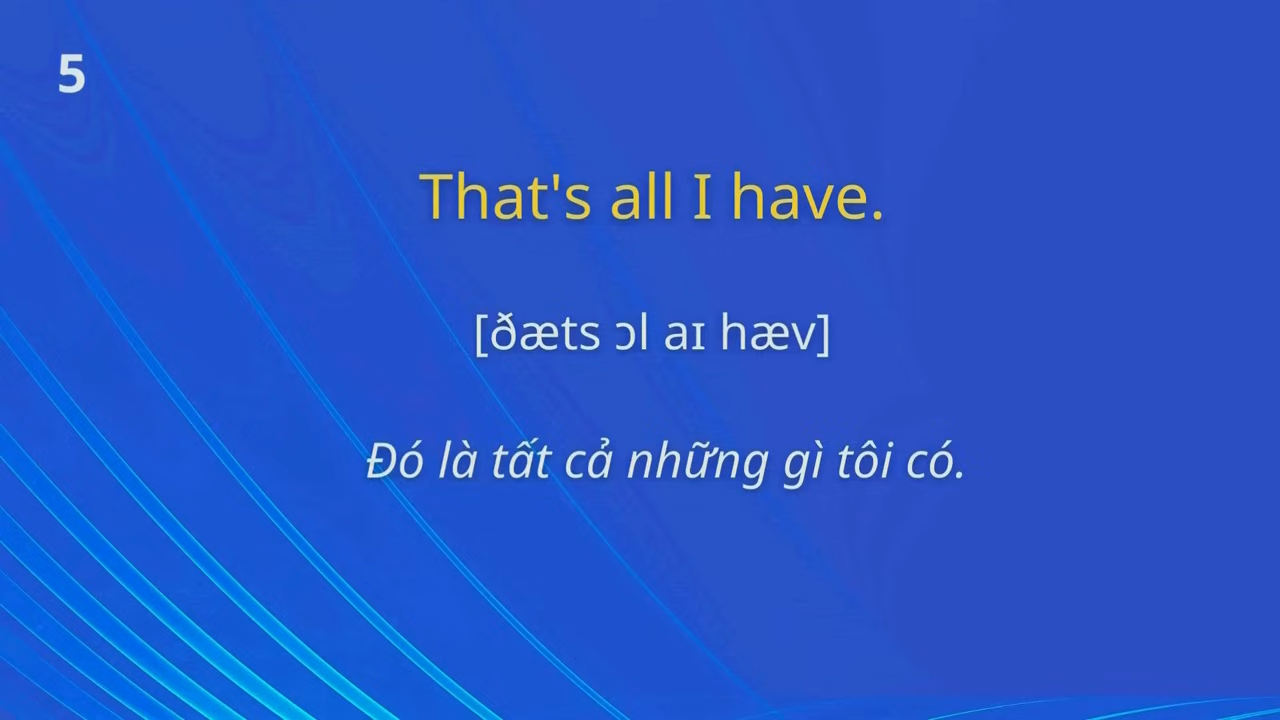 5
That's all I have.
[ðæts ɔl aɪ hæv]
Đó là tất cả những gì tôi có.